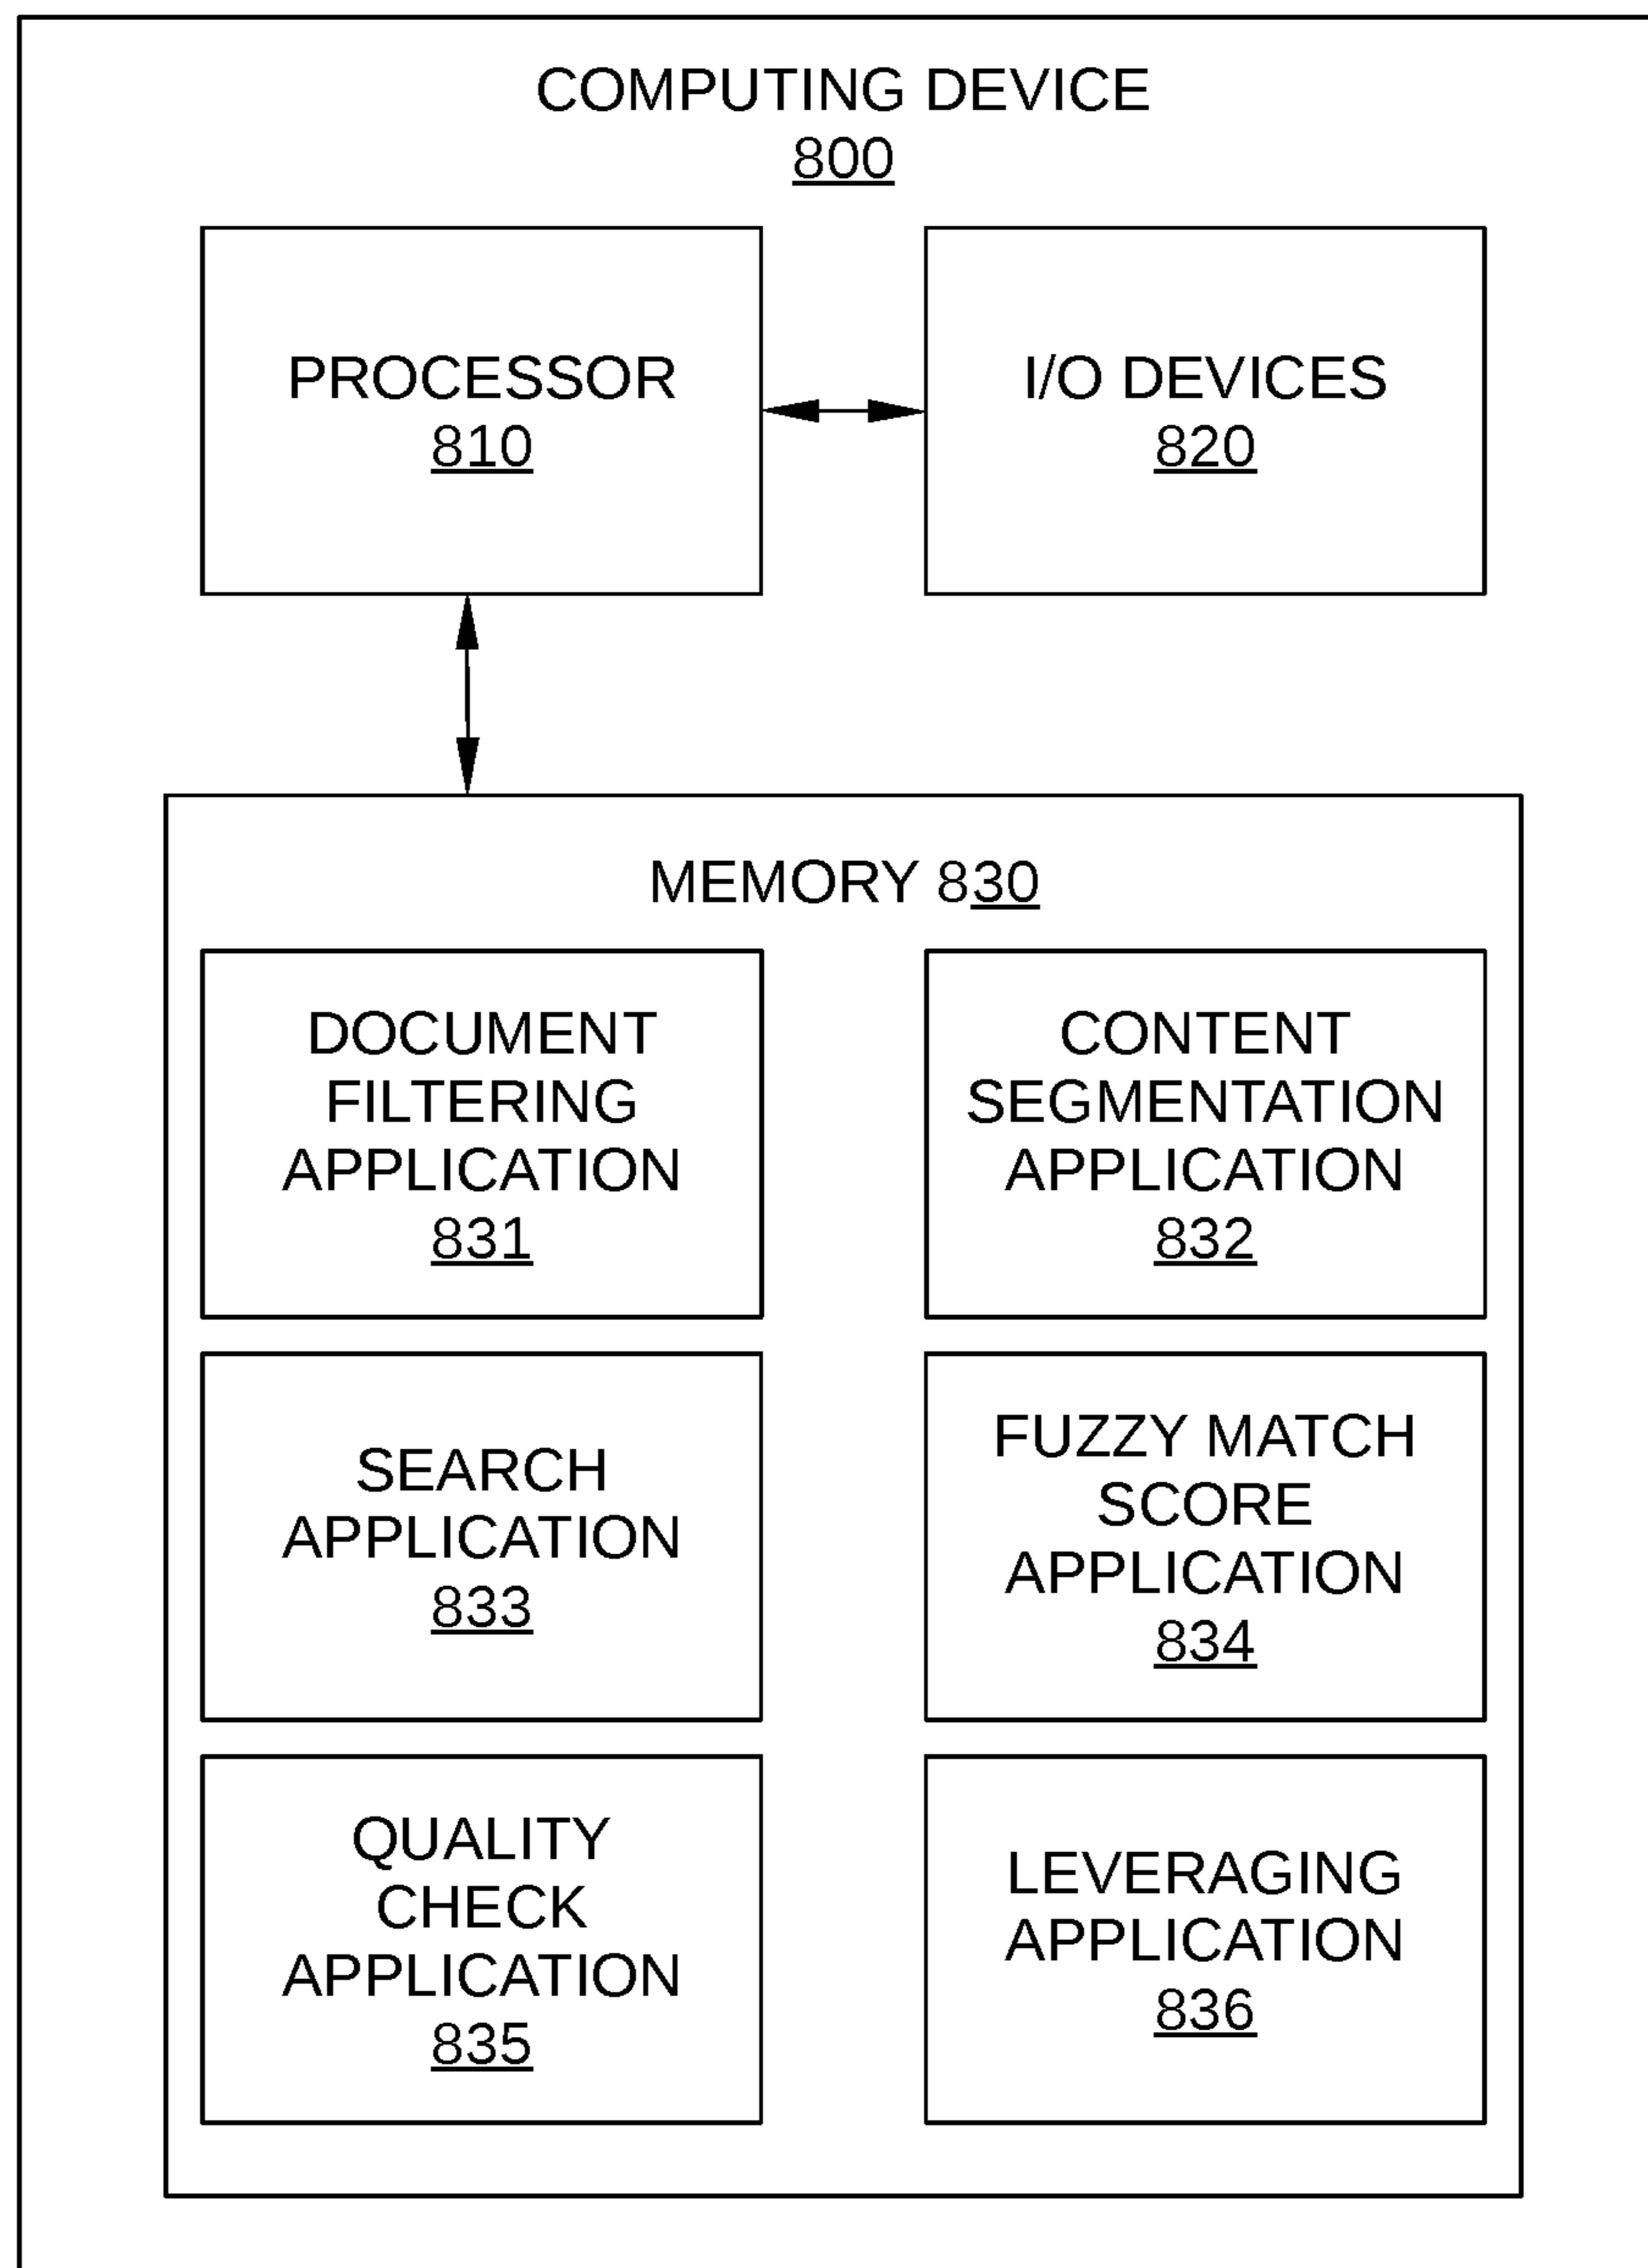 COMPUTING DEVICE
800
PROCESSOR
810
I/O DEVICES
820
MEMORY 830
DOCUMENT
FILTERING
APPLICATION
831
CONTENT
SEGMENTATION
APPLICATION
832
SEARCH
APPLICATION
833
FUZZY MATCH
SCORE
APPLICATION
834
QUALITY
CHECK
APPLICATION
835
LEVERAGING
APPLICATION
836